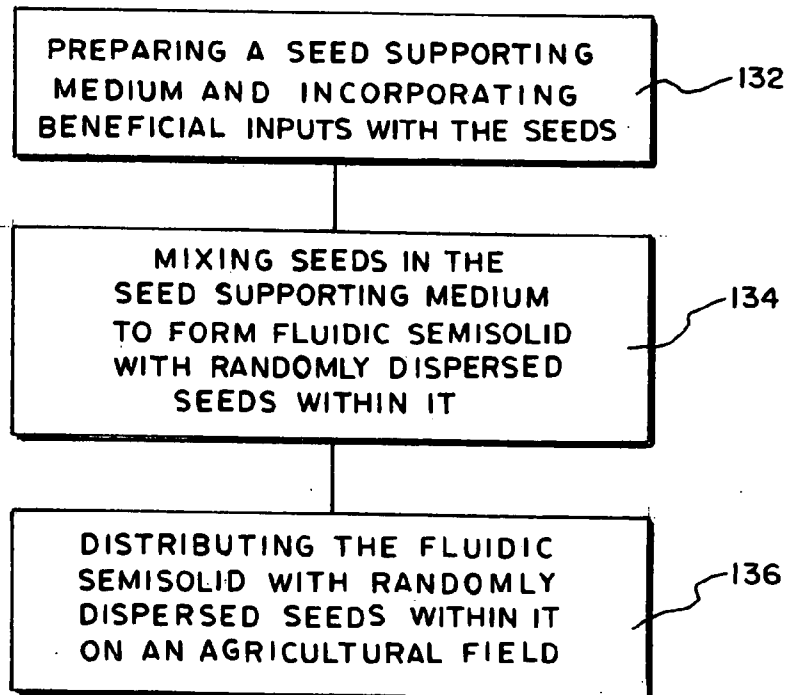 PREPARING A SEED SUPPORTING
MEDIUM AND INCORPORATING
BENEFICIAL INPUTS WITH THE SEEDS
132
MIXING SEEDS IN THE
SEED SUPPORTING MEDIUM
TO FORM FLUIDIC SEMISOLID
WITH RANDOMLY DISPERSED
SEEDS WITHIN IT
134
DISTRIBUTING THE FLUIDIC
SEMISOLID WITH RANDOMLY
DISPERSED SEEDS WITHIN IT
ON AN AGRICULTURAL FIELD
136